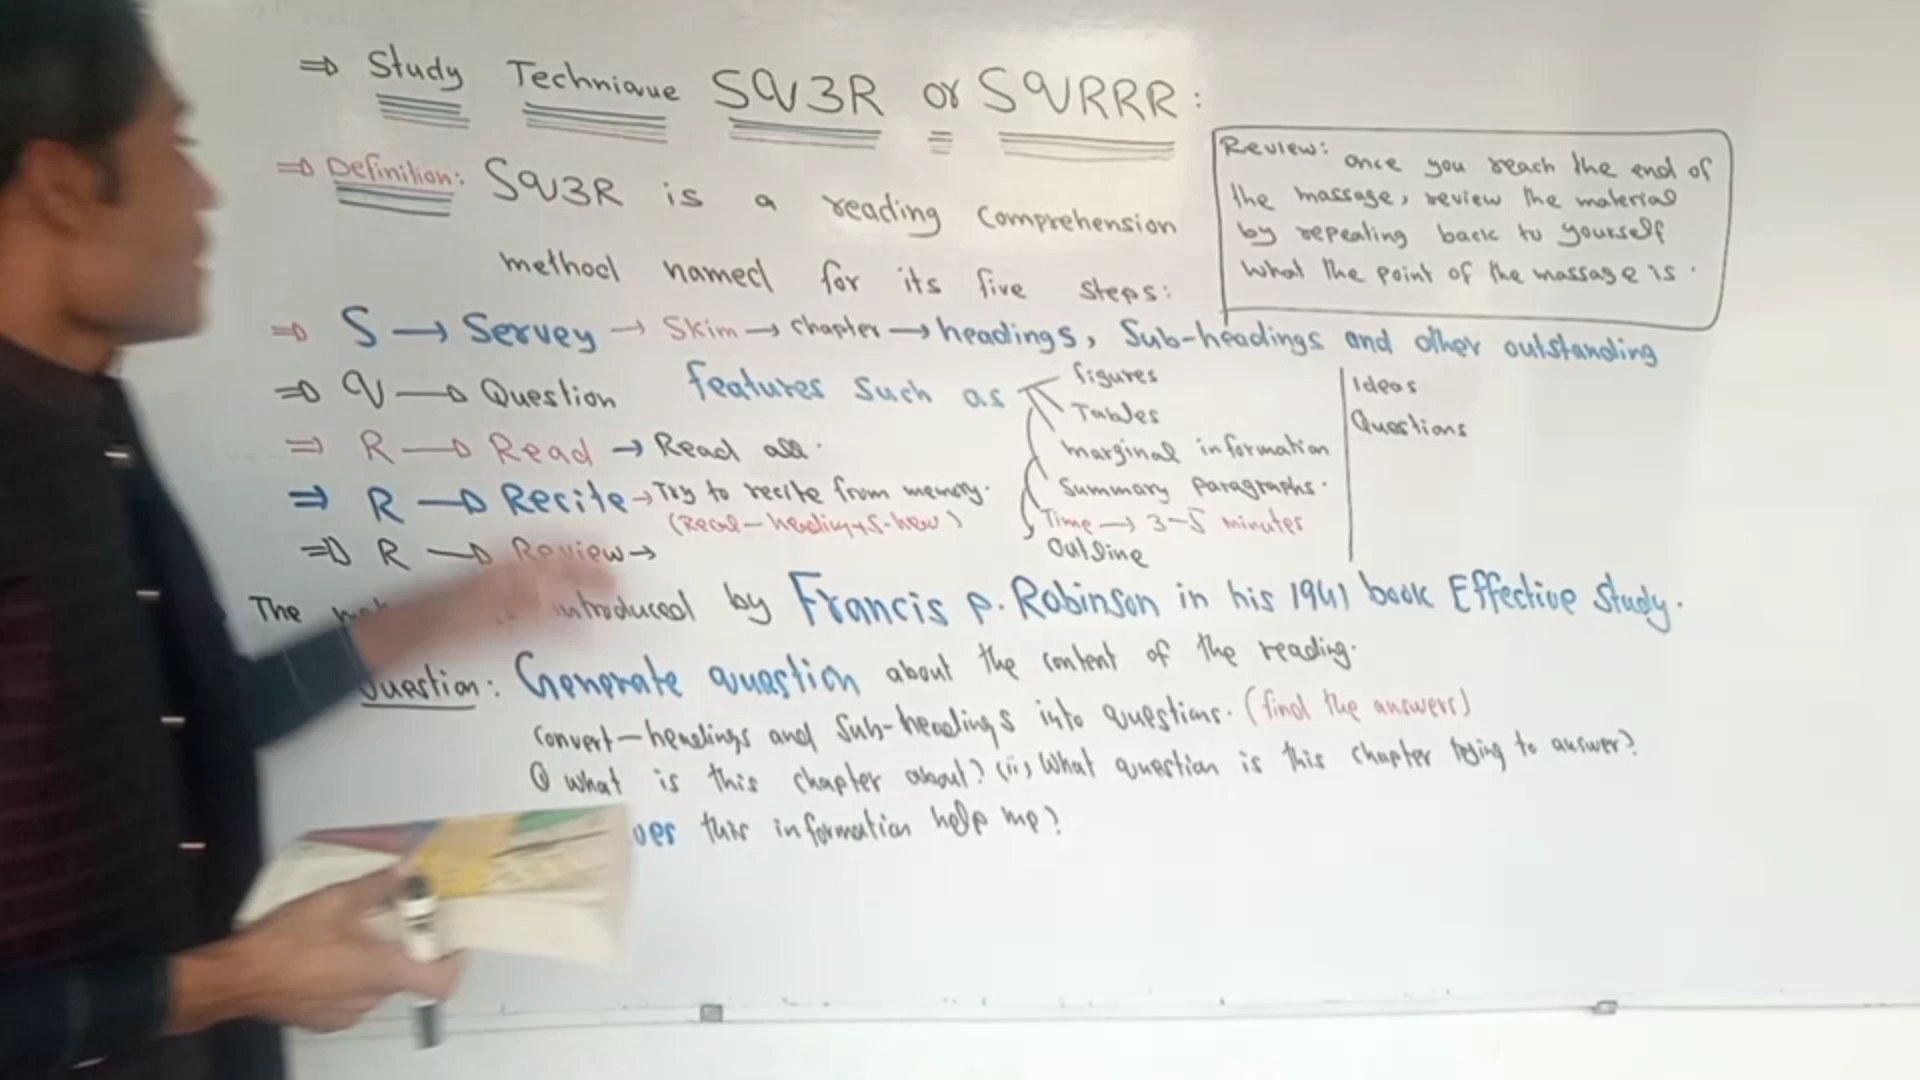 ⇒ Study Technique SQ3R or SQRRR:
⇒ Definition: SQ3R is a reading comprehension
method named for its five steps:
Review: once you reach the end of
the massage, review the material
by repeating back to yourself
what the point of the massage is.
⇒ S → Servey → Skim → chapter → headings, Sub-headings and other outstanding
⇒ Q → Question features such as
figures
Tables
marginal information
Summary Paragraphs.
Time → 3-5 minutes
Outline
Ideas
Questions
⇒ R → Read → Read all.
⇒ R → Recite → Try to recite from memory.
⇒ R → Review →
The introduced by Francis P. Robinson in his 1941 book Effective Study.
Question: Generate question about the content of the reading.
convert-headings and Sub-headings into questions. (find the answers)
① what is this chapter about? (ii) What question is this chapter trying to answer?
this information help me?